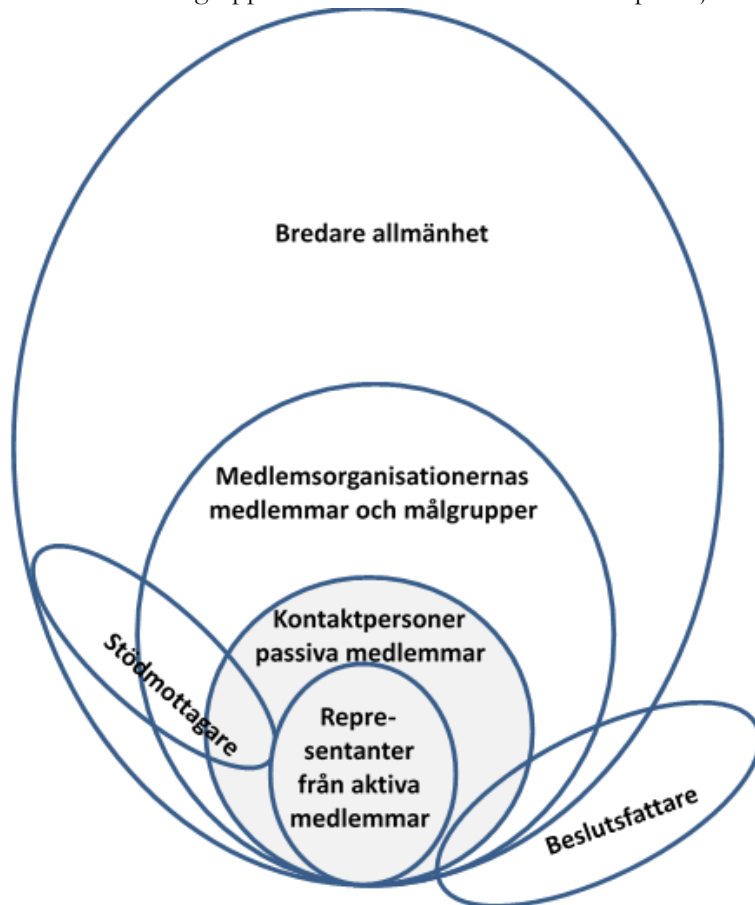 Bredare allmänhet
Medlemsorganisationernas
medlemmar och målgrupper
Kontaktpersoner
passiva medlemmar
Stödmottagare
Repre-
sentanter
från aktiva
medlemmar
Beslutsfattare